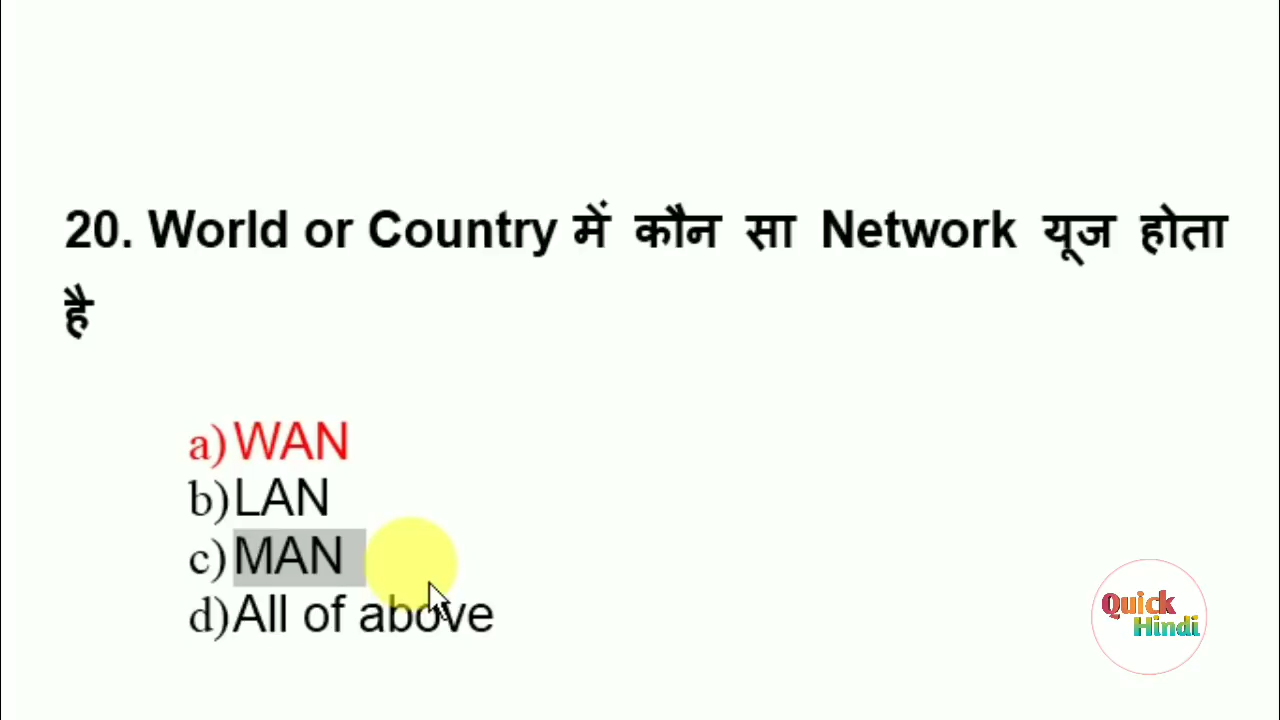 20. World or Country में कौन सा Network यूज होता
है
a) WAN
b) LAN
c) MAN
d) All of above
Quick
Hindi